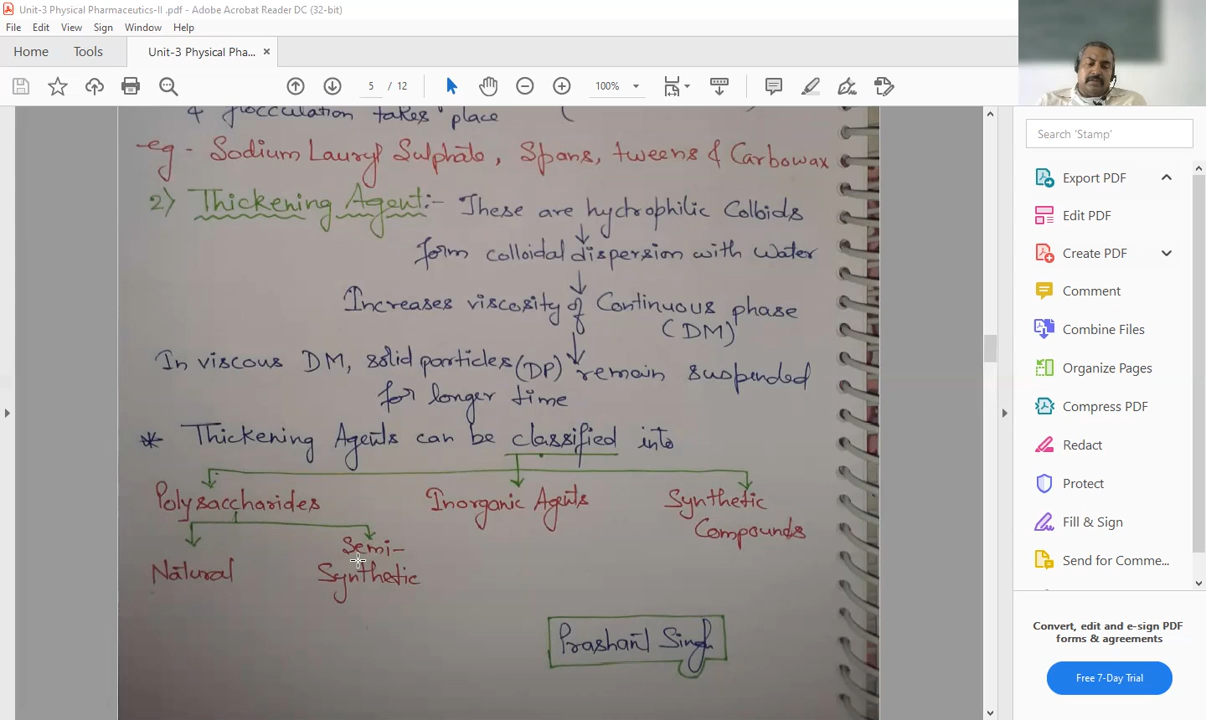 Unit-3 Physical Pharmaceutics-II .pdf - Adobe Acrobat Reader DC (32-bit)
File Edit View Sign Window Help
Home Tools Unit-3 Physical Pha... ×
5 / 12 100%
& flocculation takes place
eg - Sodium Lauryl Sulphate, Spans, tweens & Carbowax
2) Thickening Agent :- These are hydrophilic Colloids
form colloidal dispersion with Water
Increases viscosity of Continuous phase
(DM)
In viscous DM, solid particles (DP) remain suspended
for longer time
* Thickening Agents can be classified into
Polysaccharides Inorganic Agents Synthetic
Compounds
Semi-
Natural Synthetic
Prashant Singh
Search 'Stamp'
Export PDF
Edit PDF
Create PDF
Comment
Combine Files
Organize Pages
Compress PDF
Redact
Protect
Fill & Sign
Send for Comme...
Convert, edit and e-sign PDF
forms & agreements
Free 7-Day Trial